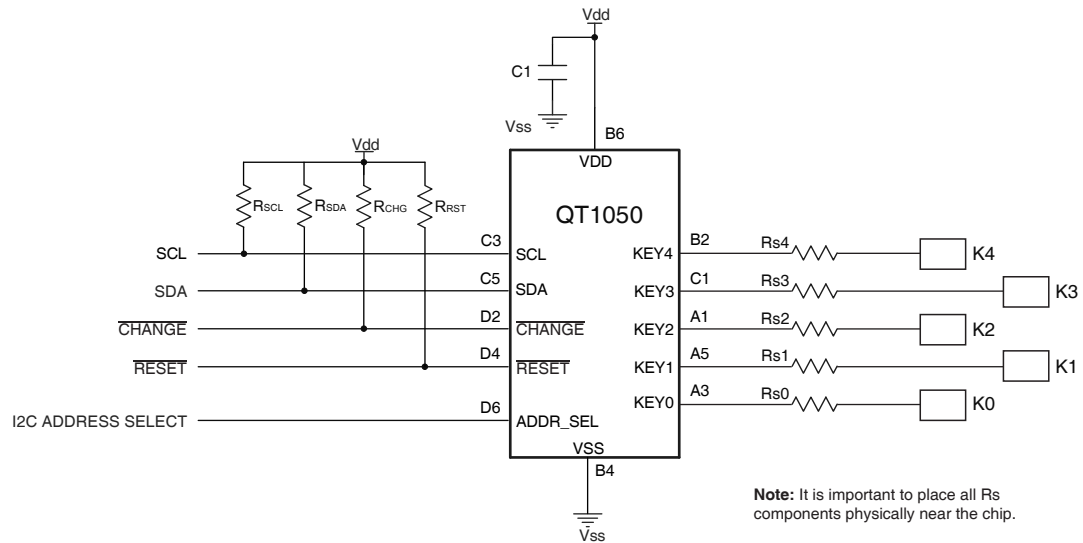 Vdd
C1
Vss
B6
VDD
Vdd
RSCL
RSDA
RCHG
RRST
QT1050
SCL
C3
SCL
KEY4
B2
Rs4
K4
SDA
C5
SDA
KEY3
C1
Rs3
K3
CHANGE
D2
CHANGE
KEY2
A1
Rs2
K2
RESET
D4
RESET
KEY1
A5
Rs1
K1
KEY0
A3
Rs0
K0
I2C ADDRESS SELECT
D6
ADDR_SEL
VSS
B4
Vss
Note: It is important to place all Rs
components physically near the chip.